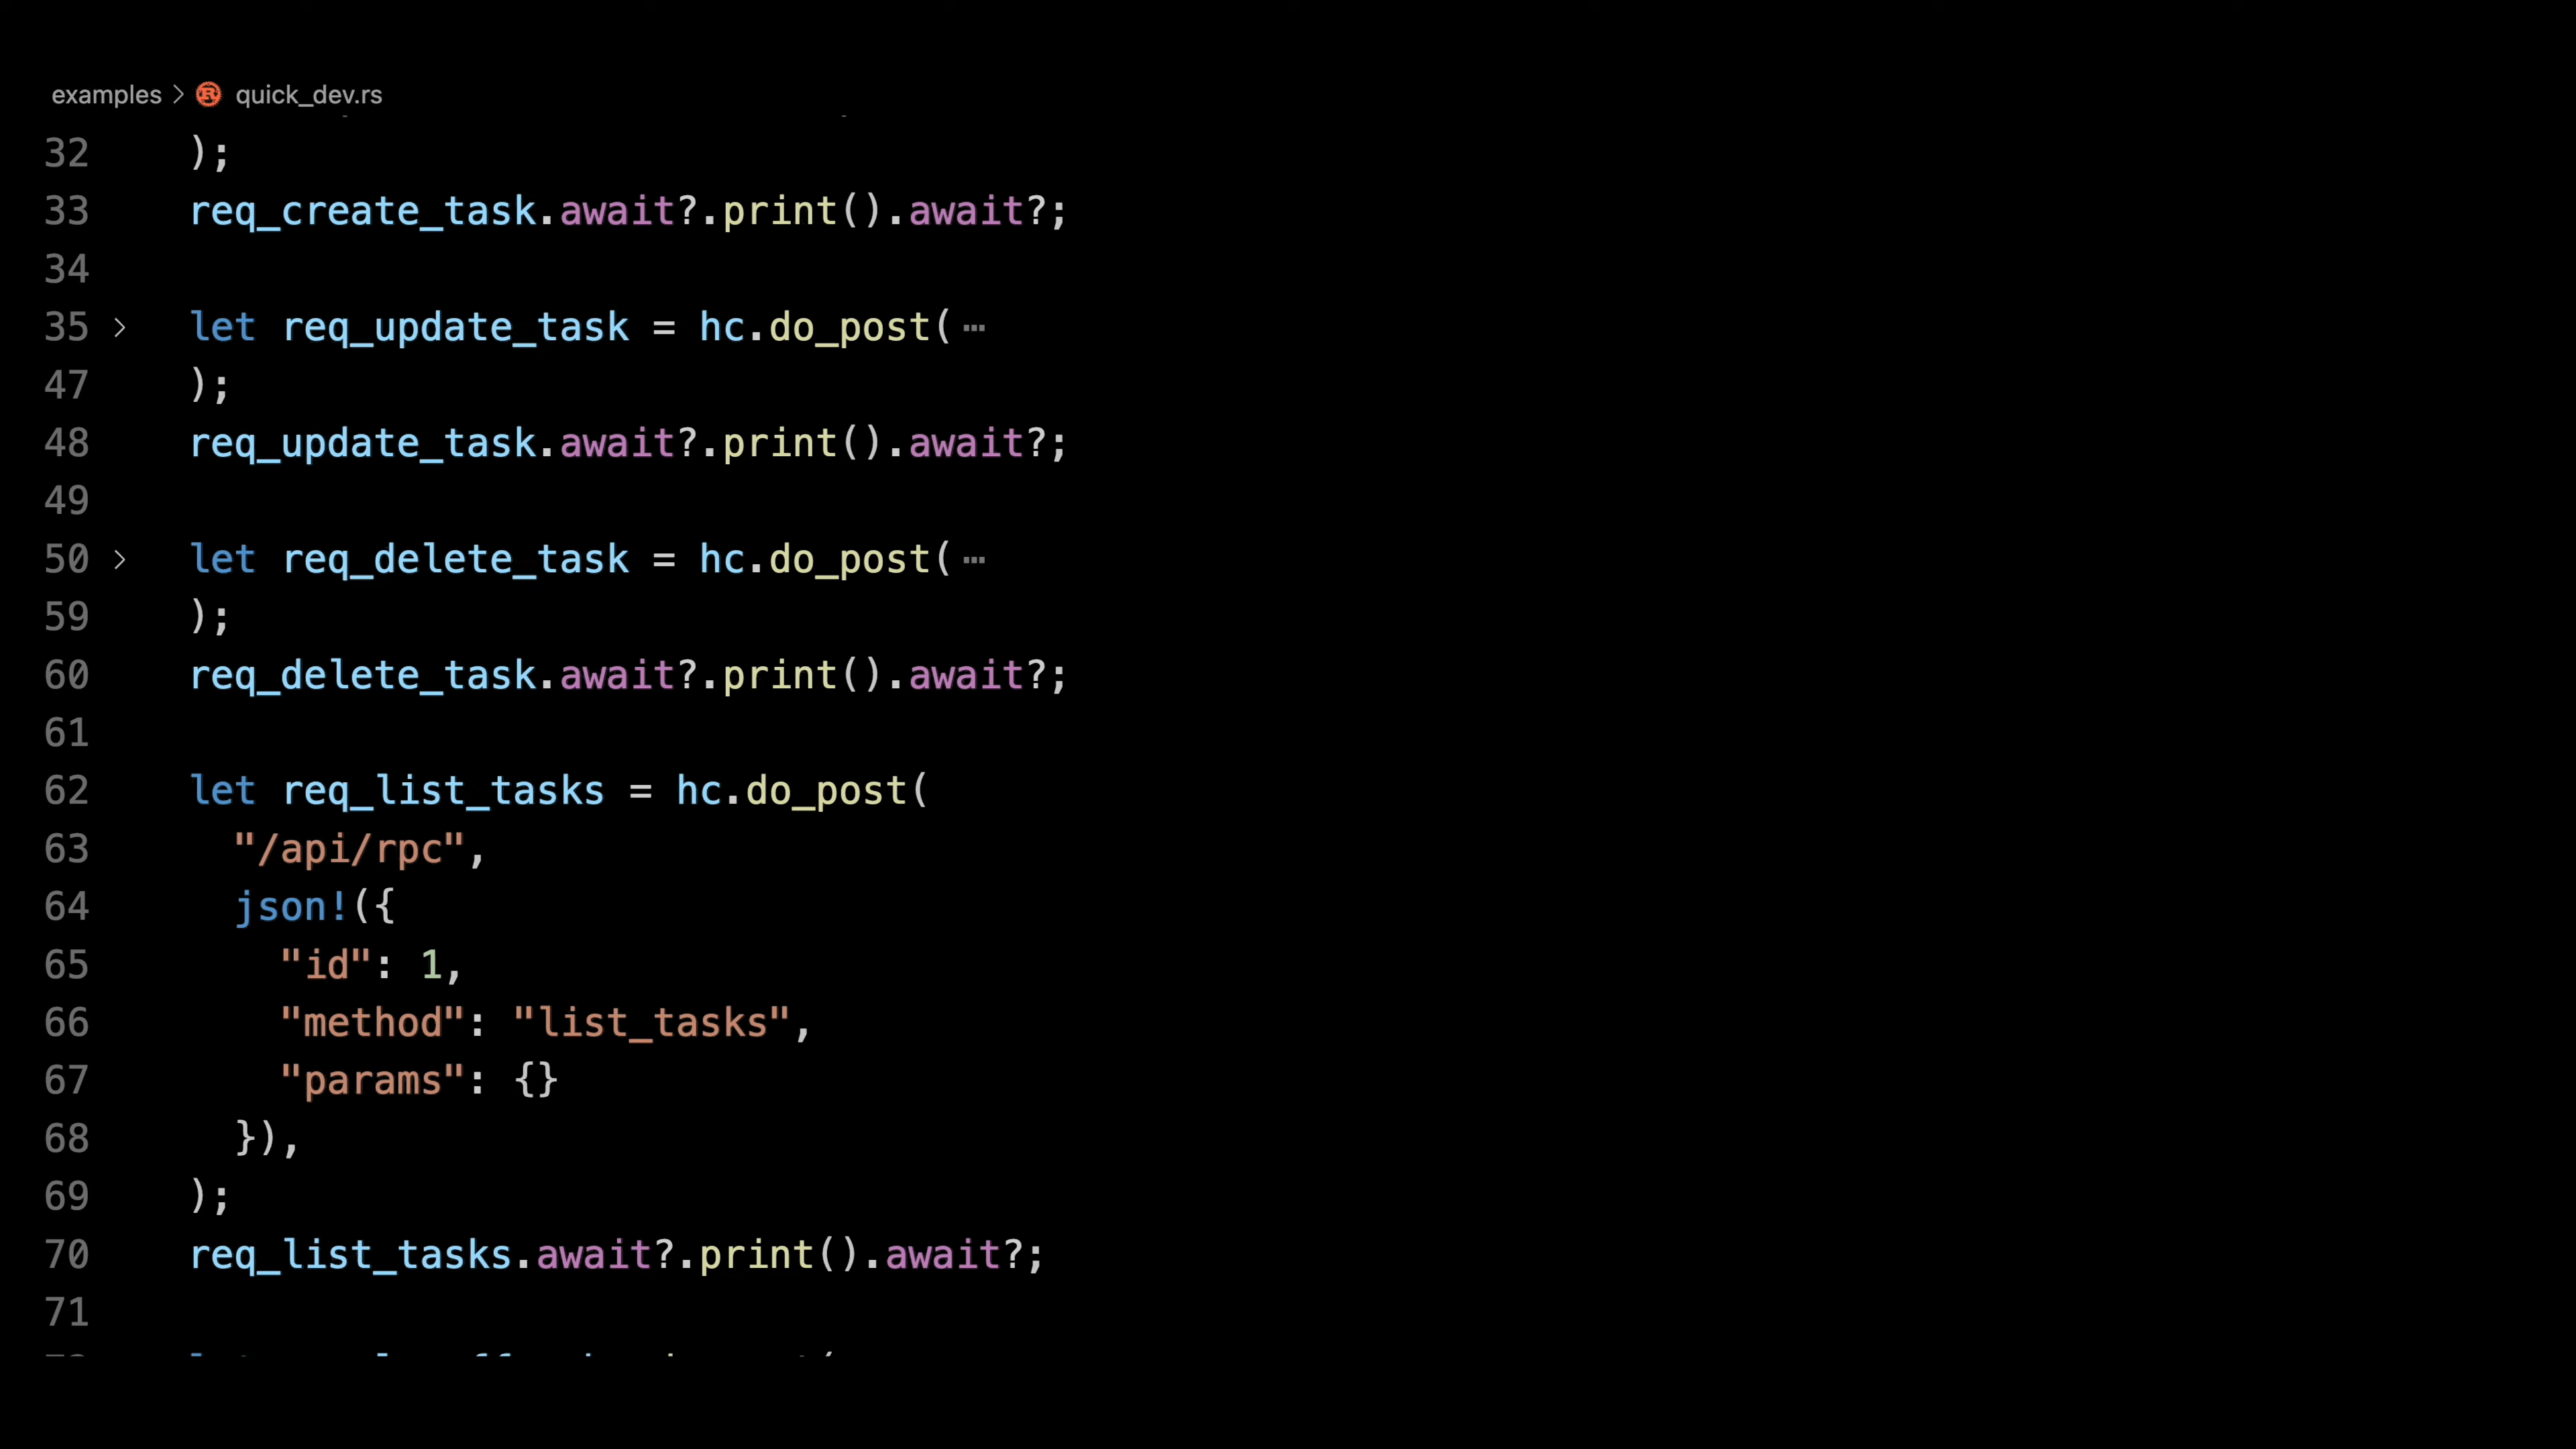 examples > quick_dev.rs
32 );
33 req_create_task.await?.print().await?;
34
35 > let req_update_task = hc.do_post( ⋯
47 );
48 req_update_task.await?.print().await?;
49
50 > let req_delete_task = hc.do_post( ⋯
59 );
60 req_delete_task.await?.print().await?;
61
62 let req_list_tasks = hc.do_post(
63 "/api/rpc",
64 json!({
65 "id": 1,
66 "method": "list_tasks",
67 "params": {}
68 }),
69 );
70 req_list_tasks.await?.print().await?;
71